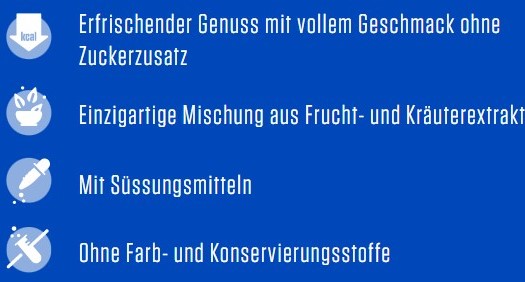 kcal
Erfrischender Genuss mit vollem Geschmack ohne
Zuckerzusatz
Einzigartige Mischung aus Frucht- und Kräuterextrakt
Mit Süssungsmitteln
Ohne Farb- und Konservierungsstoffe